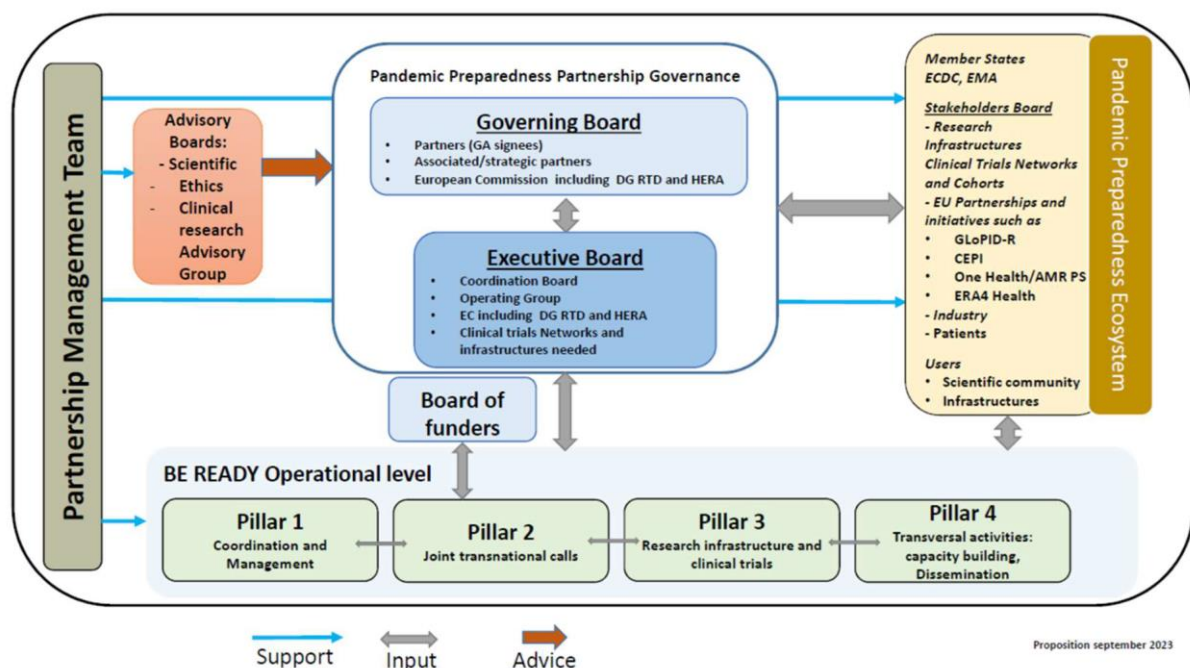 Partnership Management Team
Advisory
Boards:
- Scientific
- Ethics
- Clinical
research
Advisory
Group
Pandemic Preparedness Partnership Governance
Governing Board
• Partners (GA signees)
• Associated/strategic partners
• European Commission including DG RTD and HERA
Executive Board
• Coordination Board
• Operating Group
• EC including DG RTD and HERA
• Clinical trials Networks and
infrastructures needed
Board of
funders
Member States
ECDC, EMA
Stakeholders Board
- Research
Infrastructures
Clinical Trials Networks
and Cohorts
- EU Partnerships and
initiatives such as
• GLoPID-R
• CEPI
• One Health/AMR PS
• ERA4 Health
- Industry
- Patients
Users
• Scientific community
• Infrastructures
Pandemic Preparedness Ecosystem
BE READY Operational level
Pillar 1
Coordination and
Management
Pillar 2
Joint transnational calls
Pillar 3
Research infrastructure and
clinical trials
Pillar 4
Transversal activities:
capacity building,
Dissemination
Support
Input
Advice
Proposition september 2023